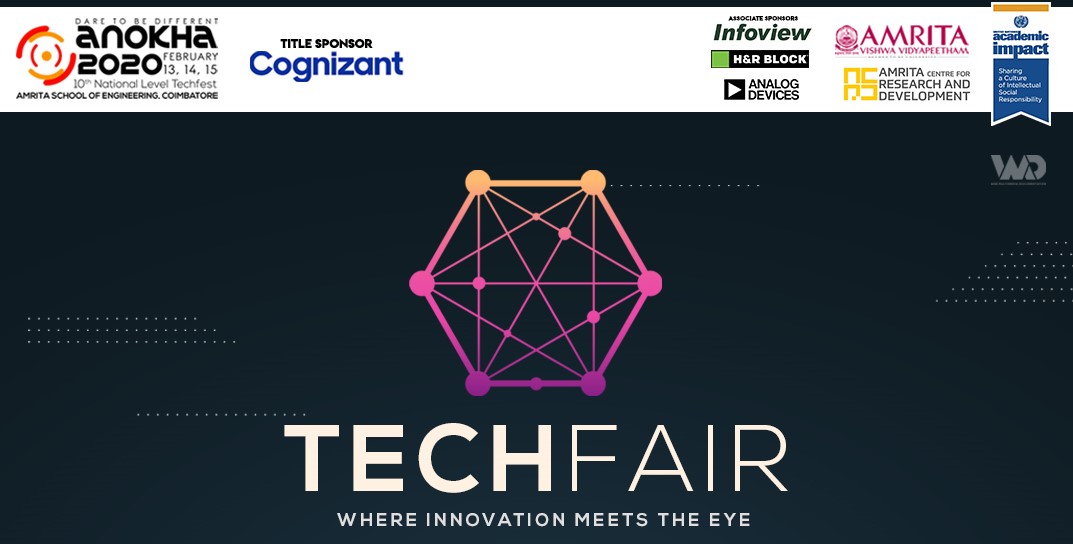 DARE TO BE DIFFERENT
anOKHa
2020
FEBRUARY
13, 14, 15
10th National Level Techfest
AMRITA SCHOOL OF ENGINEERING, COIMBATORE
TITLE SPONSOR
Cognizant
ASSOCIATE SPONSORS
Infoview
H&R BLOCK
ANALOG
DEVICES
AMRITA
VISHWA VIDYAPEETHAM
AMRITA CENTRE FOR
RESEARCH AND
DEVELOPMENT
academic
impact
Sharing
a Culture
of Intellectual
Social
Responsibility
TECHFAIR
WHERE INNOVATION MEETS THE EYE